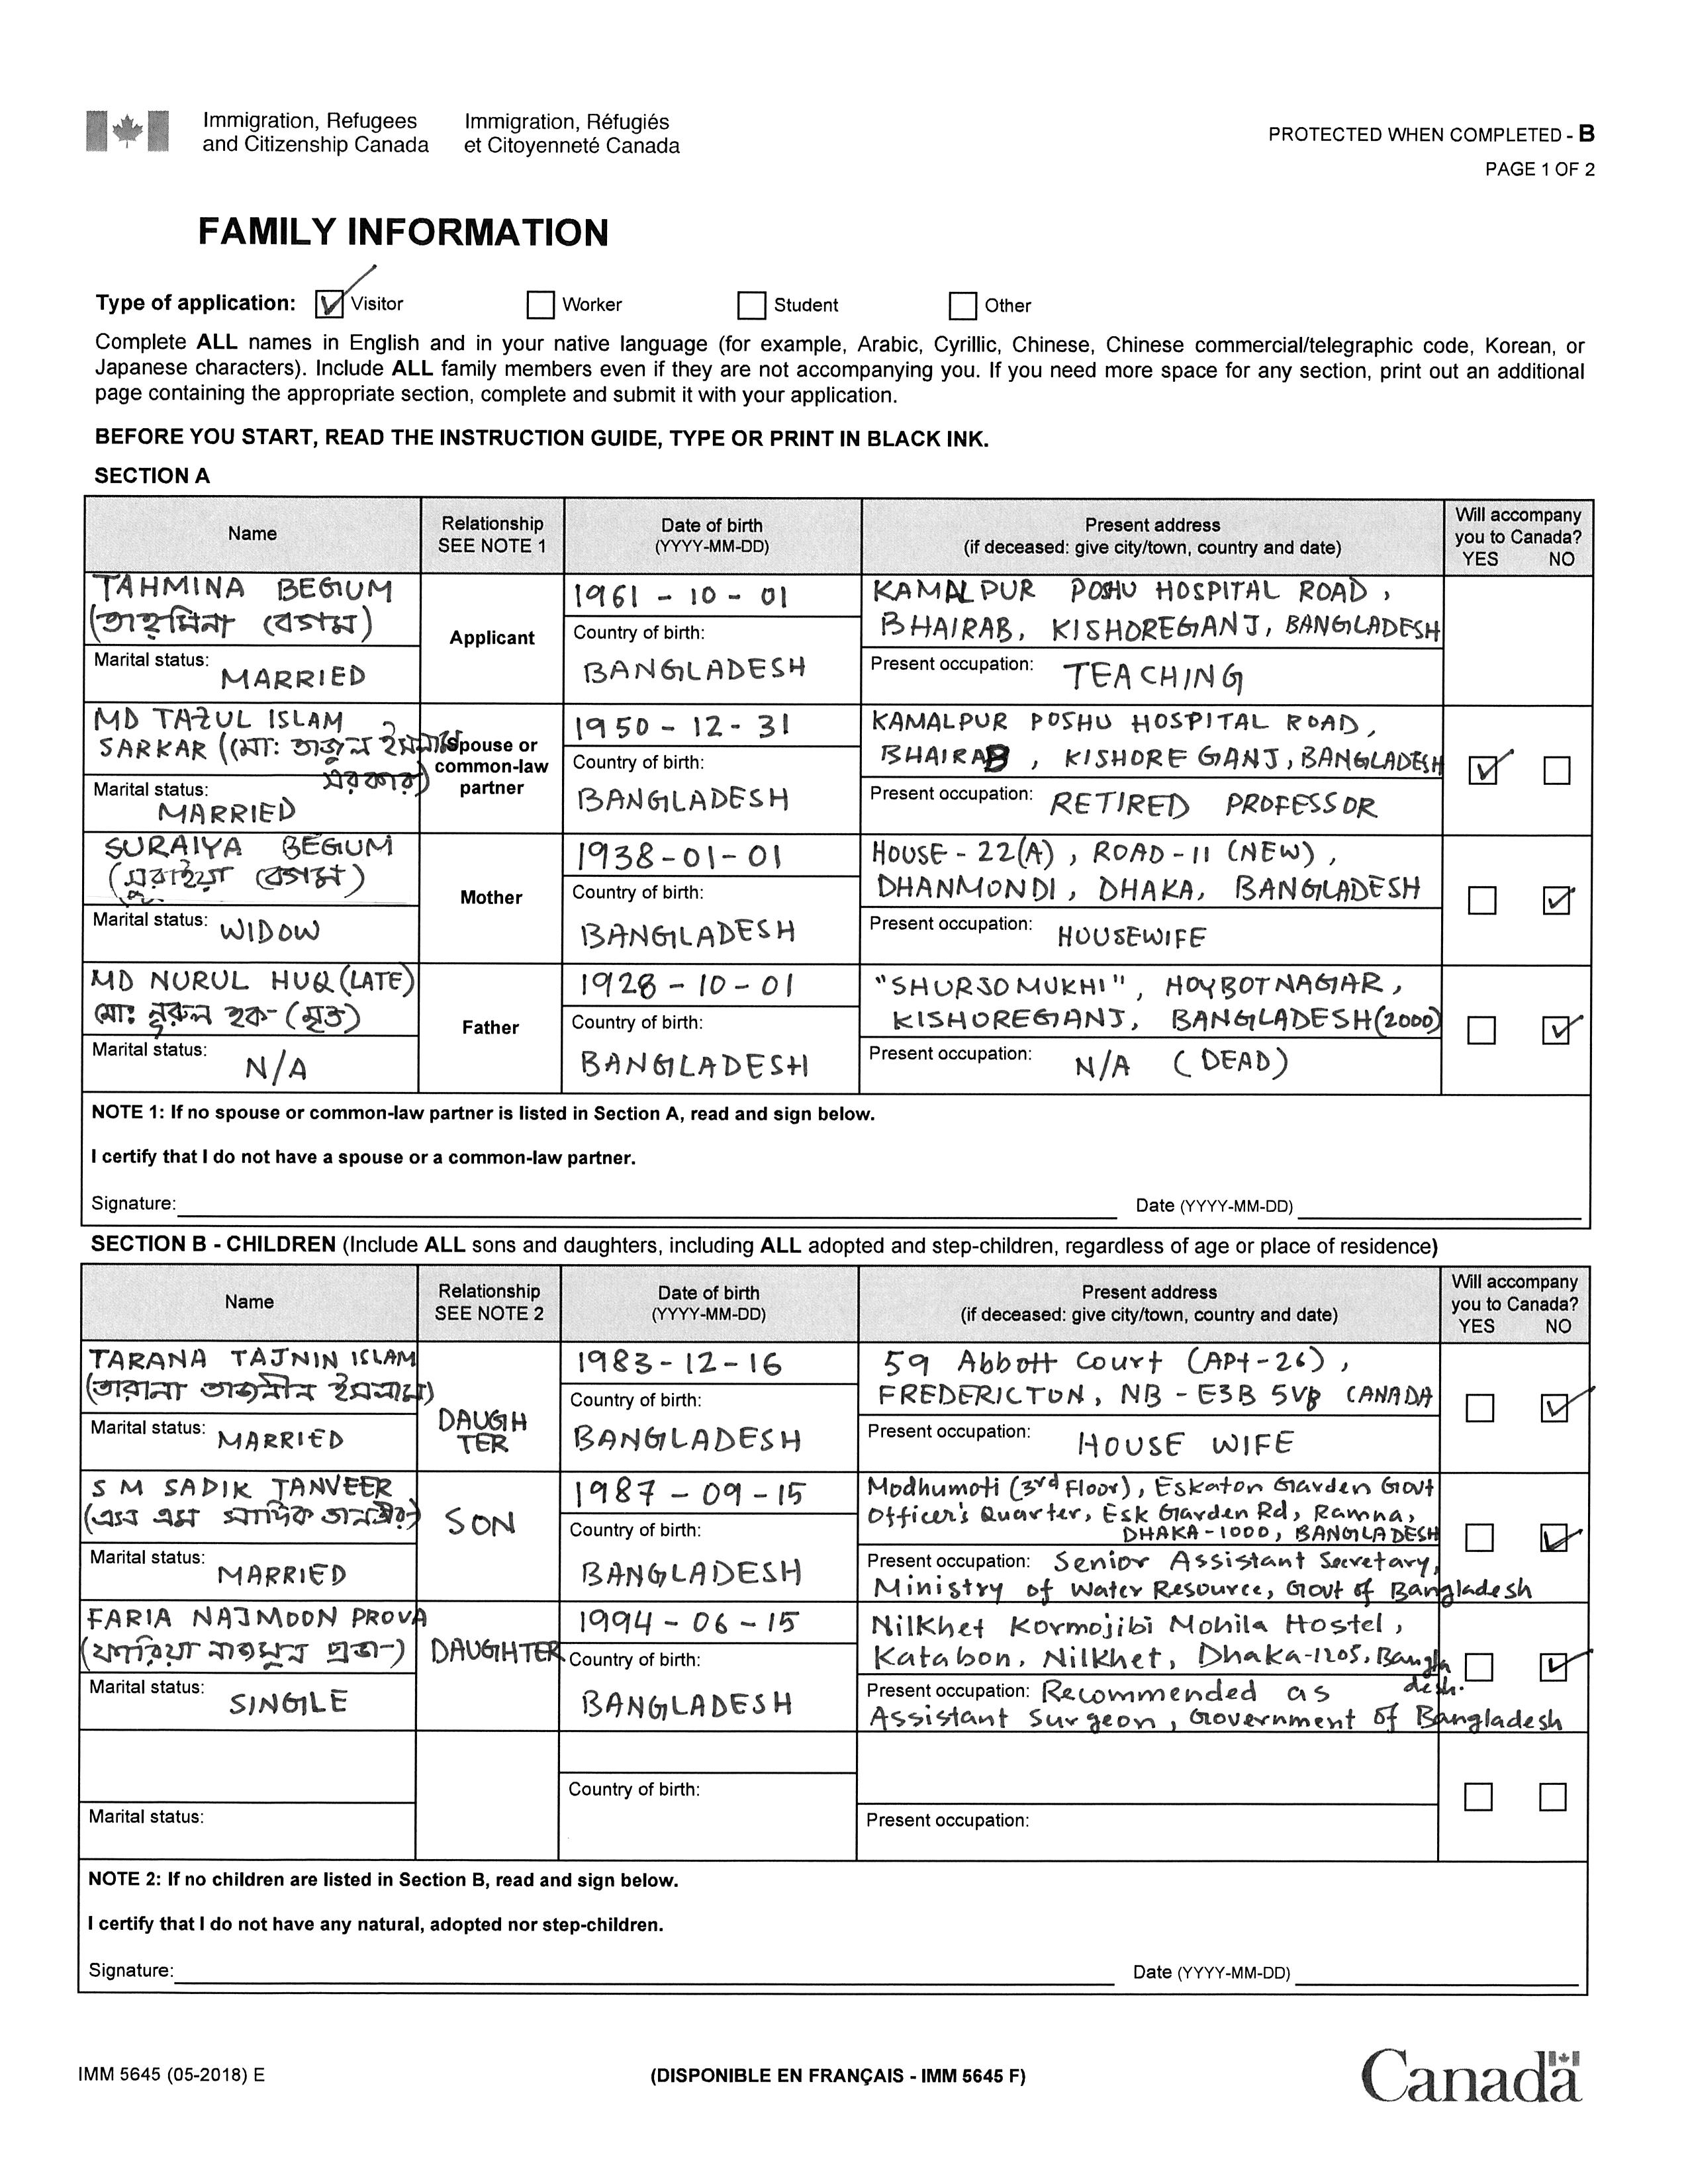 Immigration, Refugees and Citizenship Canada
Immigration, Réfugiés et Citoyenneté Canada
PROTECTED WHEN COMPLETED - B
PAGE 1 OF 2
FAMILY INFORMATION
Type of application: Visitor Worker Student Other
Complete ALL names in English and in your native language (for example, Arabic, Cyrillic, Chinese, Chinese commercial/telegraphic code, Korean, or
Japanese characters). Include ALL family members even if they are not accompanying you. If you need more space for any section, print out an additional
page containing the appropriate section, complete and submit it with your application.
BEFORE YOU START, READ THE INSTRUCTION GUIDE, TYPE OR PRINT IN BLACK INK.
SECTION A
Name
Relationship
SEE NOTE 1
Date of birth
(YYYY-MM-DD)
Present address
(if deceased: give city/town, country and date)
Will accompany
you to Canada?
YES NO
TAHMINA BEGUM
(তাহমিনা বেগম)
Marital status: MARRIED
Applicant
1961 - 10 - 01
Country of birth:
BANGLADESH
KAMALPUR POSHU HOSPITAL ROAD,
BHAIRAB, KISHOREGANJ, BANGLADESH
Present occupation: TEACHING
MD TAZUL ISLAM
SARKAR (মো: তাজুল ইসলাম
সরকার)
Marital status:
MARRIED
Spouse or
common-law
partner
1950 - 12 - 31
Country of birth:
BANGLADESH
KAMALPUR POSHU HOSPITAL ROAD,
BHAIRAB, KISHORE GANJ, BANGLADESH
Present occupation: RETIRED PROFESSOR
SURAIYA BEGUM
(সুরাইয়া বেগম)
Marital status: WIDOW
Mother
1938-01-01
Country of birth:
BANGLADESH
HOUSE - 22(A), ROAD - 11 (NEW),
DHANMONDI, DHAKA, BANGLADESH
Present occupation: HOUSEWIFE
MD NURUL HUQ (LATE)
মো: নুরুল হক- (মৃত)
Marital status: N/A
Father
1928 - 10 - 01
Country of birth:
BANGLADESH
"SHURJOMUKHI", HOYBOTNAGAR,
KISHOREGANJ, BANGLADESH (2000)
Present occupation: N/A (DEAD)
NOTE 1: If no spouse or common-law partner is listed in Section A, read and sign below.
I certify that I do not have a spouse or a common-law partner.
Signature: Date (YYYY-MM-DD)
SECTION B - CHILDREN (Include ALL sons and daughters, including ALL adopted and step-children, regardless of age or place of residence)
Name
Relationship
SEE NOTE 2
Date of birth
(YYYY-MM-DD)
Present address
(if deceased: give city/town, country and date)
Will accompany
you to Canada?
YES NO
TARANA TAJNIN ISLAM
(তারানা তাজনীন ইসলাম)
Marital status: MARRIED
DAUGH
TER
1983-12-16
Country of birth:
BANGLADESH
59 Abbott Court (APt-26),
FREDERICTON, NB - E3B 5V8 CANADA
Present occupation: HOUSE WIFE
S M SADIK TANVEER
(এস এম সাদিক তানভীর)
Marital status:
MARRIED
SON
1987 - 09 - 15
Country of birth:
BANGLADESH
Modhumoti (3rd Floor), Eskaton Garden Govt
Officer's Quarter, Esk Garden Rd, Ramna,
DHAKA-1000, BANGLADESH
Present occupation: Senior Assistant Secretary,
Ministry of Water Resource, Govt of Bangladesh
FARIA NAJMOON PROVA
(ফারিয়া নাজমুন প্রভা-)
Marital status:
SINGLE
DAUGHTER
1994 - 06 - 15
Country of birth:
BANGLADESH
Nilkhet Kormojibi Mohila Hostel,
Katabon, Nilkhet, Dhaka-1205, Bangla
desh.
Present occupation: Recommended as
Assistant Surgeon, Government of Bangladesh
Marital status:
Country of birth:
Present occupation:
NOTE 2: If no children are listed in Section B, read and sign below.
I certify that I do not have any natural, adopted nor step-children.
Signature: Date (YYYY-MM-DD)
IMM 5645 (05-2018) E
(DISPONIBLE EN FRANÇAIS - IMM 5645 F)
Canada